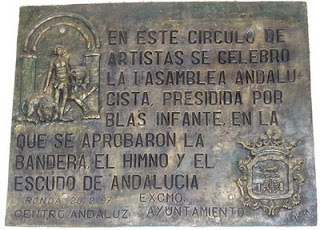 EN ESTE CIRCULO DE
ARTISTAS SE CELEBRO
LA I ASAMBLEA ANDALU
CISTA, PRESIDIDA POR
BLAS INFANTE, EN LA
QUE SE APROBARON LA
BANDERA, EL HIMNO Y EL
ESCUDO DE ANDALUCIA
RONDA 28-2-87 EXCMO.
CENTRO ANDALUZ AYUNTAMIENTO